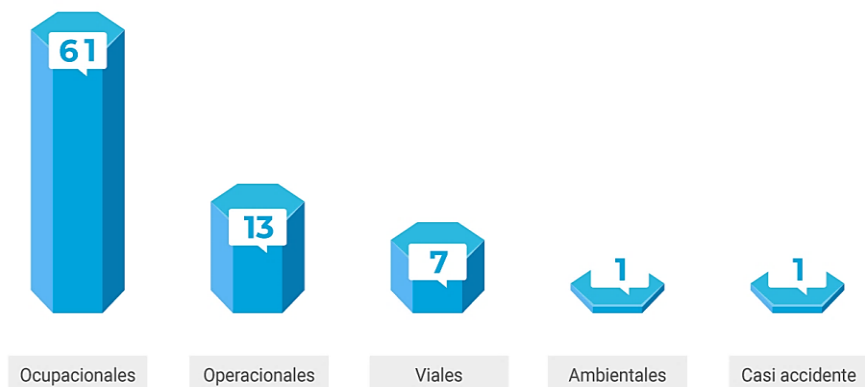 61
13
7
1
1
Ocupacionales
Operacionales
Viales
Ambientales
Casi accidente